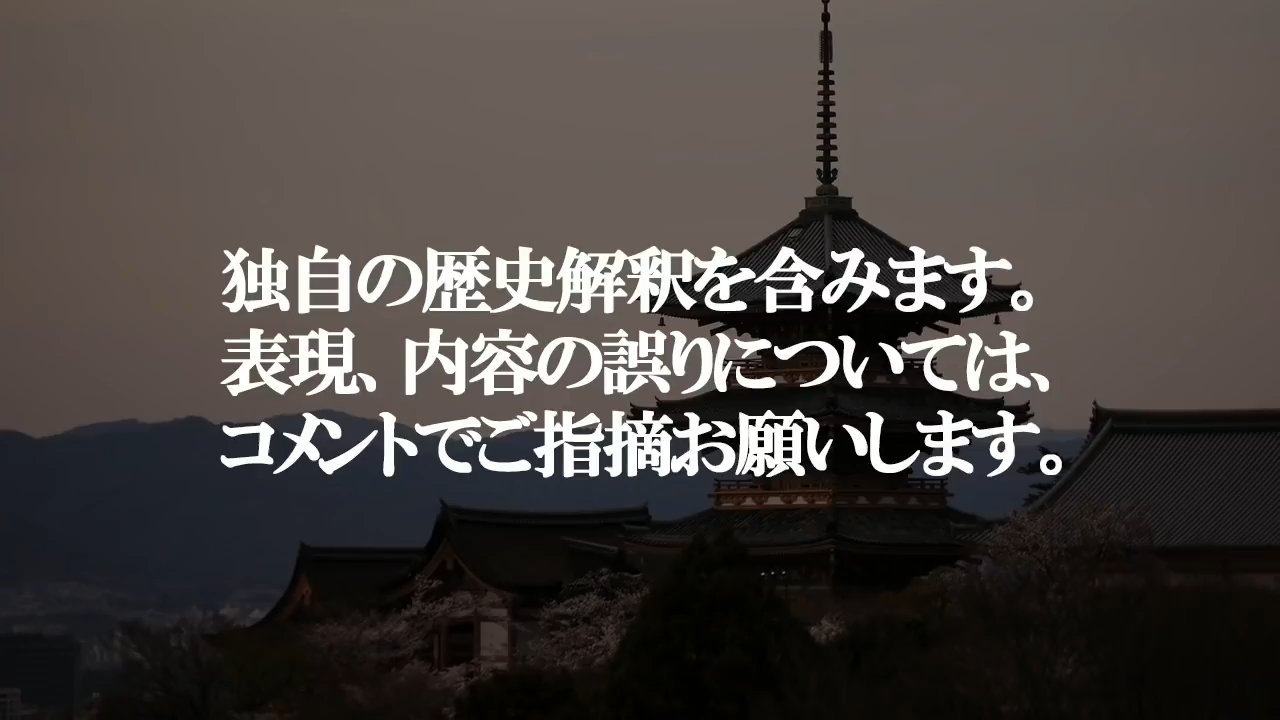 独自の歴史解釈を含みます。
表現、内容の誤りについては、
コメントでご指摘お願いします。